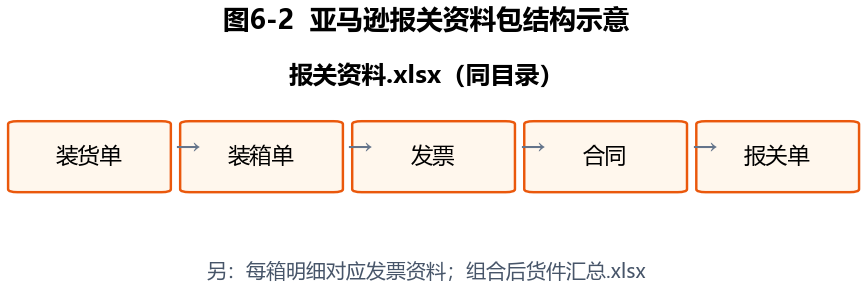 图6-2 亚马逊报关资料包结构示意
报关资料.xlsx（同目录）
装货单 → 装箱单 → 发票 → 合同 → 报关单
另：每箱明细对应发票资料；组合后货件汇总.xlsx